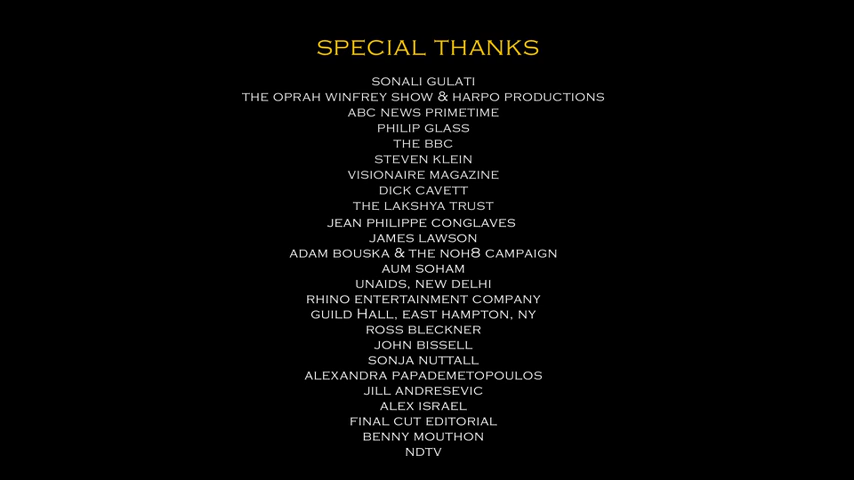 SPECIAL THANKS
SONALI GULATI
THE OPRAH WINFREY SHOW & HARPO PRODUCTIONS
ABC NEWS PRIMETIME
PHILIP GLASS
THE BBC
STEVEN KLEIN
VISIONAIRE MAGAZINE
DICK CAVETT
THE LAKSHYA TRUST
JEAN PHILIPPE CONGLAVES
JAMES LAWSON
ADAM BOUSKA & THE NOH8 CAMPAIGN
AUM SOHAM
UNAIDS, NEW DELHI
RHINO ENTERTAINMENT COMPANY
GUILD HALL, EAST HAMPTON, NY
ROSS BLECKNER
JOHN BISSELL
SONJA NUTTALL
ALEXANDRA PAPADEMETOPOULOS
JILL ANDRESEVIC
ALEX ISRAEL
FINAL CUT EDITORIAL
BENNY MOUTHON
NDTV